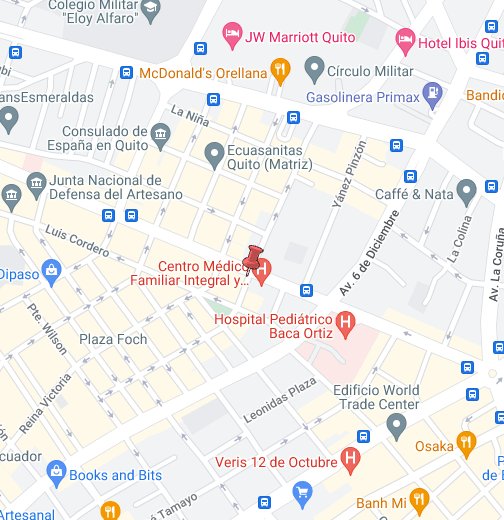 Colegio Militar
"Eloy Alfaro"
JW Marriott Quito
Hotel Ibis Quit
McDonald's Orellana
Círculo Militar
ansEsmeraldas
Gasolinera Primax
Bandid
La Niña
Consulado de
España en Quito
Ecuasanitas
Quito (Matriz)
Yánez Pinzón
Junta Nacional de
Defensa del Artesano
Caffé & Nata
Luis Cordero
Av. 6 de Diciembre
La Colina
Av. La Coruña
Dipaso
Centro Médico
Familiar Integral y...
Pte. Wilson
Plaza Foch
Hospital Pediátrico
Baca Ortiz
Reina Victoria
Leonidas Plaza
Edificio World
Trade Center
cuador
Books and Bits
Veris 12 de Octubre
Osaka
P
de E
Artesanal
Tamayo
Banh Mi